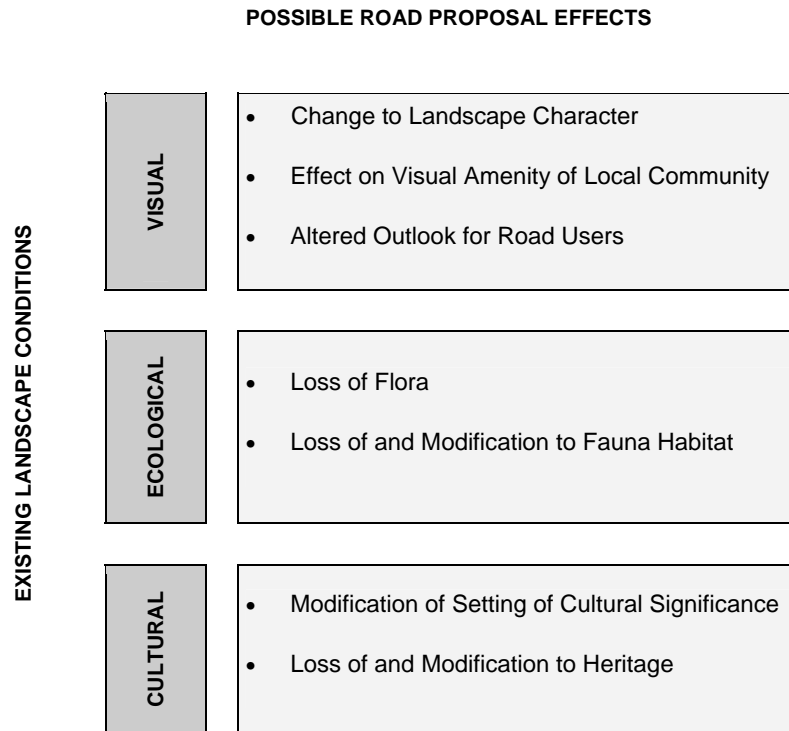 POSSIBLE ROAD PROPOSAL EFFECTS
EXISTING LANDSCAPE CONDITIONS
VISUAL
• Change to Landscape Character
• Effect on Visual Amenity of Local Community
• Altered Outlook for Road Users
ECOLOGICAL
• Loss of Flora
• Loss of and Modification to Fauna Habitat
CULTURAL
• Modification of Setting of Cultural Significance
• Loss of and Modification to Heritage